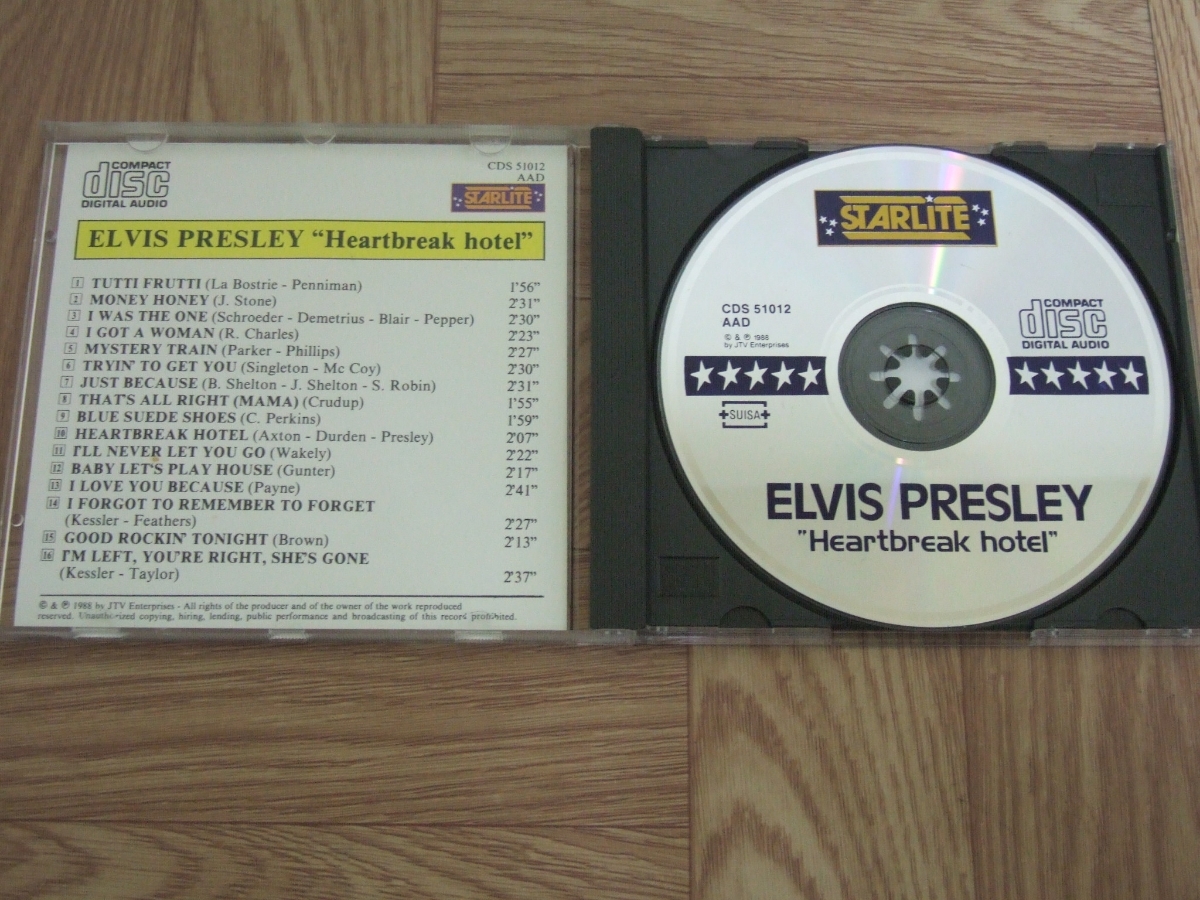 COMPACT
disc
DIGITAL AUDIO
CDS 51012
AAD
STARLITE
ELVIS PRESLEY “Heartbreak hotel”
1 TUTTI FRUTTI (La Bostrie - Penniman) 1'56”
2 MONEY HONEY (J. Stone) 2'31”
3 I WAS THE ONE (Schroeder - Demetrius - Blair - Pepper) 2'30”
4 I GOT A WOMAN (R. Charles) 2'23”
5 MYSTERY TRAIN (Parker - Phillips) 2'27”
6 TRYIN' TO GET YOU (Singleton - Mc Coy) 2'30”
7 JUST BECAUSE (B. Shelton - J. Shelton - S. Robin) 2'31”
8 THAT'S ALL RIGHT (MAMA) (Crudup) 1'55”
9 BLUE SUEDE SHOES (C. Perkins) 1'59”
10 HEARTBREAK HOTEL (Axton - Durden - Presley) 2'07”
11 I'LL NEVER LET YOU GO (Wakely) 2'22”
12 BABY LET'S PLAY HOUSE (Gunter) 2'17”
13 I LOVE YOU BECAUSE (Payne) 2'41”
14 I FORGOT TO REMEMBER TO FORGET
(Kessler - Feathers) 2'27”
15 GOOD ROCKIN' TONIGHT (Brown) 2'13”
16 I'M LEFT, YOU'RE RIGHT, SHE'S GONE
(Kessler - Taylor) 2'37”
© & ℗ 1988 by JTV Enterprises - All rights of the producer and of the owner of the work reproduced
reserved. Unauthorized copying, hiring, lending, public performance and broadcasting of this record prohibited.
STARLITE
CDS 51012
AAD
© & ℗ 1988
by JTV Enterprises
COMPACT
disc
DIGITAL AUDIO
SUISA
ELVIS PRESLEY
"Heartbreak hotel"